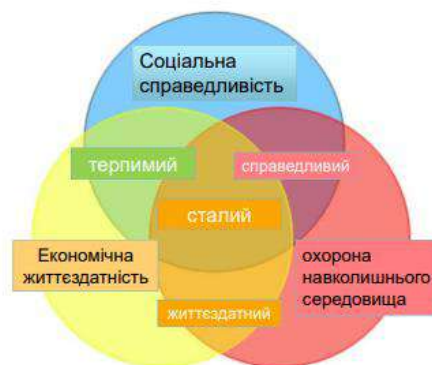 Соціальна
справедливість
терпимий
справедливий
сталий
Економічна
життєздатність
охорона
навколишнього
середовища
життєздатний